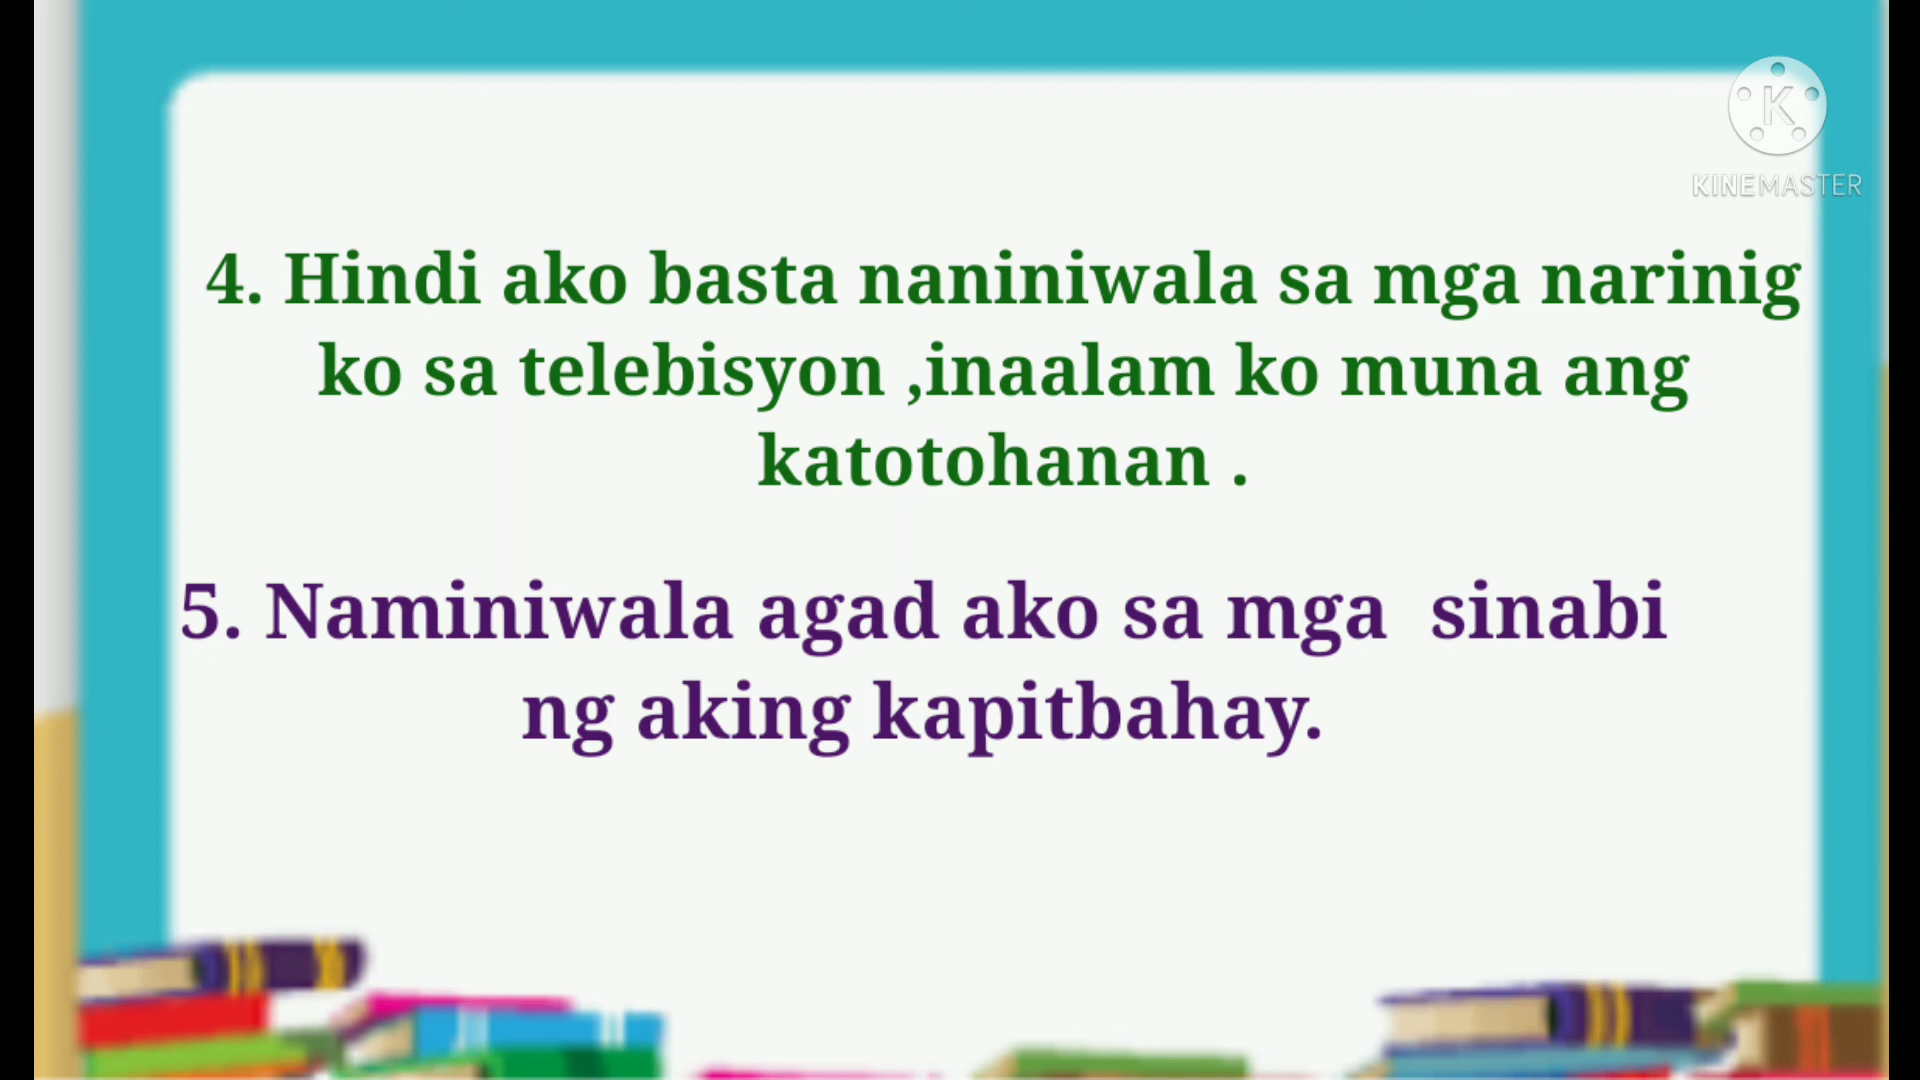 KINEMASTER
4. Hindi ako basta naniniwala sa mga narinig
ko sa telebisyon ,inaalam ko muna ang
katotohanan .
5. Naminiwala agad ako sa mga  sinabi
ng aking kapitbahay.